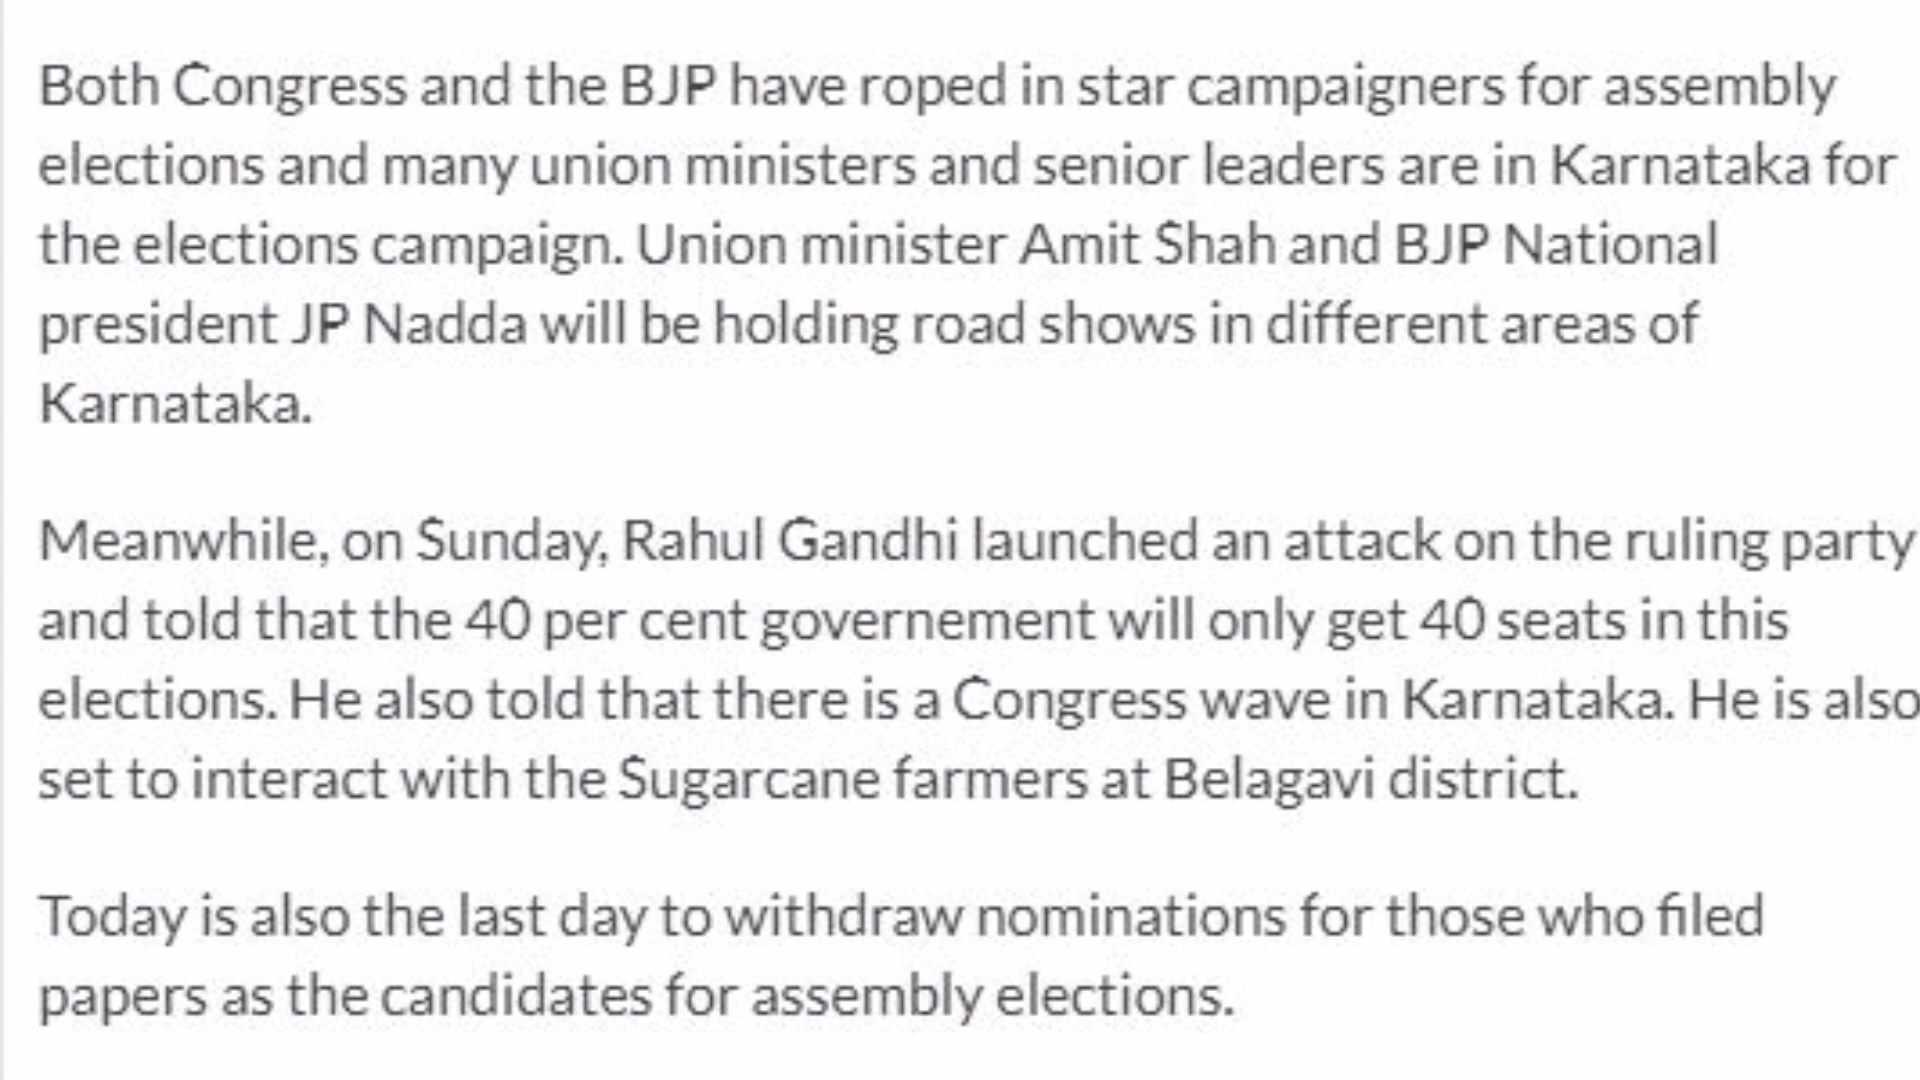 Both Congress and the BJP have roped in star campaigners for assembly
elections and many union ministers and senior leaders are in Karnataka for
the elections campaign. Union minister Amit Shah and BJP National
president JP Nadda will be holding road shows in different areas of
Karnataka.
Meanwhile, on Sunday, Rahul Gandhi launched an attack on the ruling party
and told that the 40 per cent governement will only get 40 seats in this
elections. He also told that there is a Congress wave in Karnataka. He is also
set to interact with the Sugarcane farmers at Belagavi district.
Today is also the last day to withdraw nominations for those who filed
papers as the candidates for assembly elections.